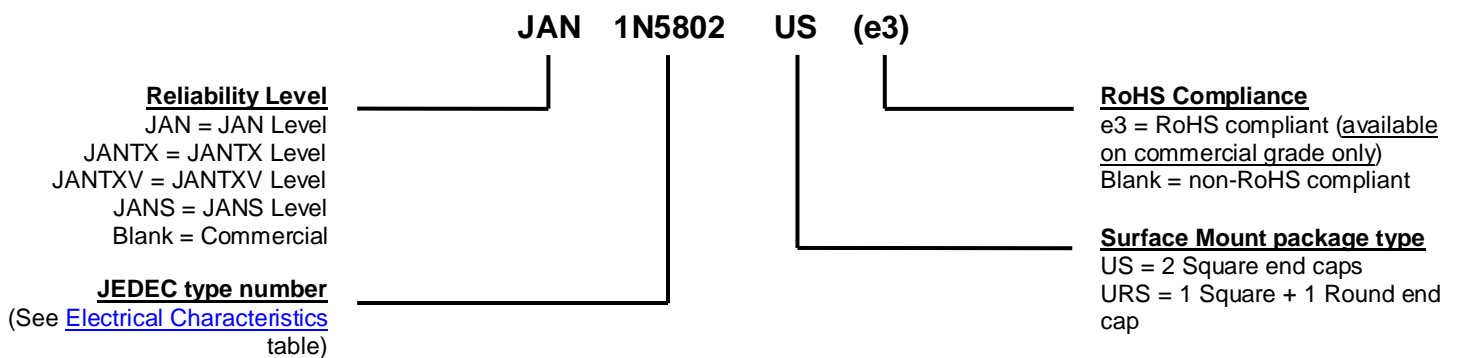 JAN 1N5802 US (e3)
Reliability Level
JAN = JAN Level
JANTX = JANTX Level
JANTXV = JANTXV Level
JANS = JANS Level
Blank = Commercial
JEDEC type number
(See Electrical Characteristics
table)
RoHS Compliance
e3 = RoHS compliant (available
on commercial grade only)
Blank = non-RoHS compliant
Surface Mount package type
US = 2 Square end caps
URS = 1 Square + 1 Round end
cap